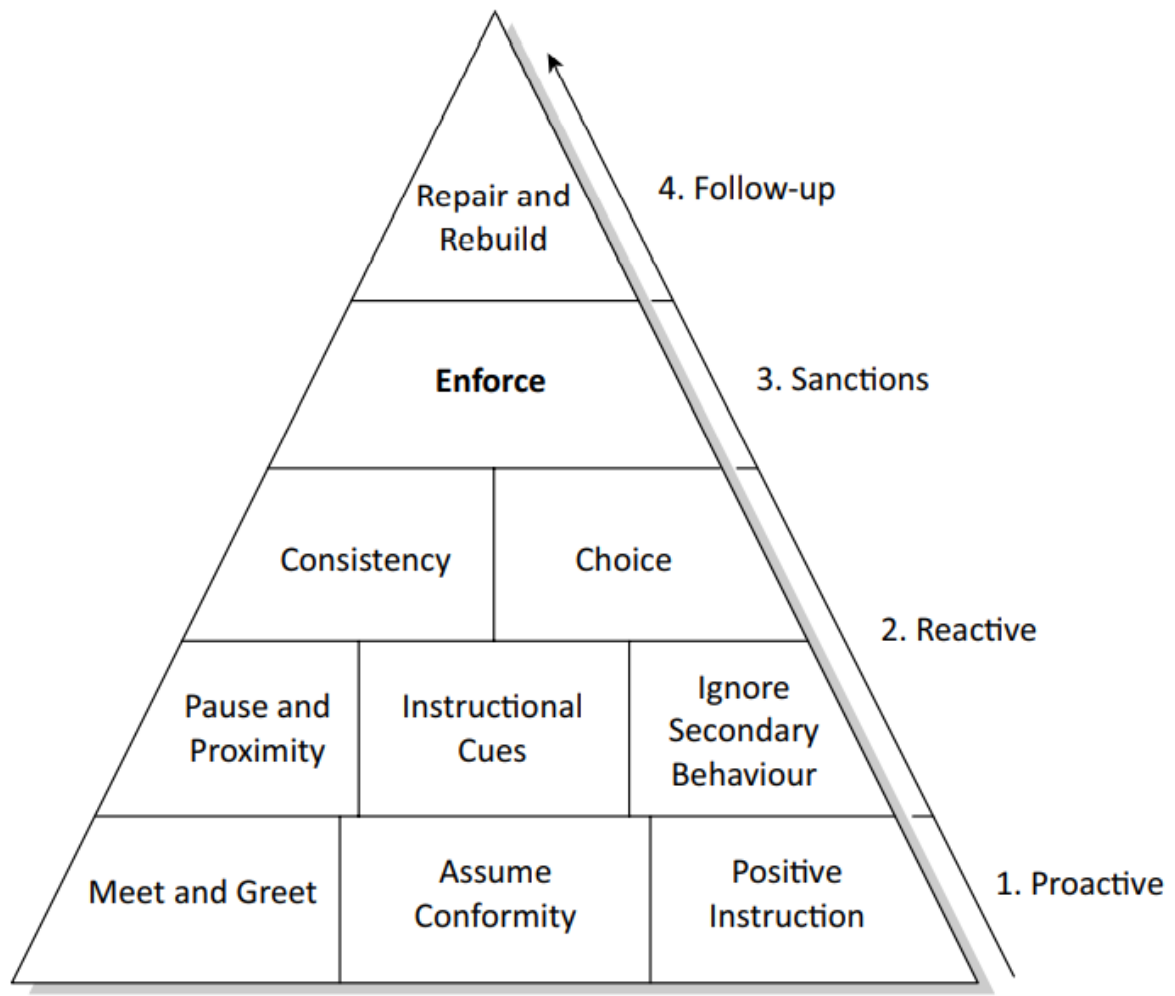 Repair and
Rebuild
4. Follow-up
Enforce
3. Sanctions
Consistency
Choice
2. Reactive
Pause and
Proximity
Instructional
Cues
Ignore
Secondary
Behaviour
Meet and Greet
Assume
Conformity
Positive
Instruction
1. Proactive